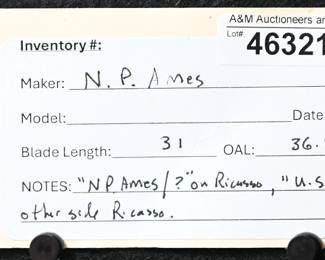 A&M Auctioneers an
Lot# 46321
Inventory #:
Maker: N. P. Ames
Model:
Date
Blade Length: 31 OAL: 36.
NOTES: "NP Ames/?" on Ricasso, "U.S
other side Ricasso.